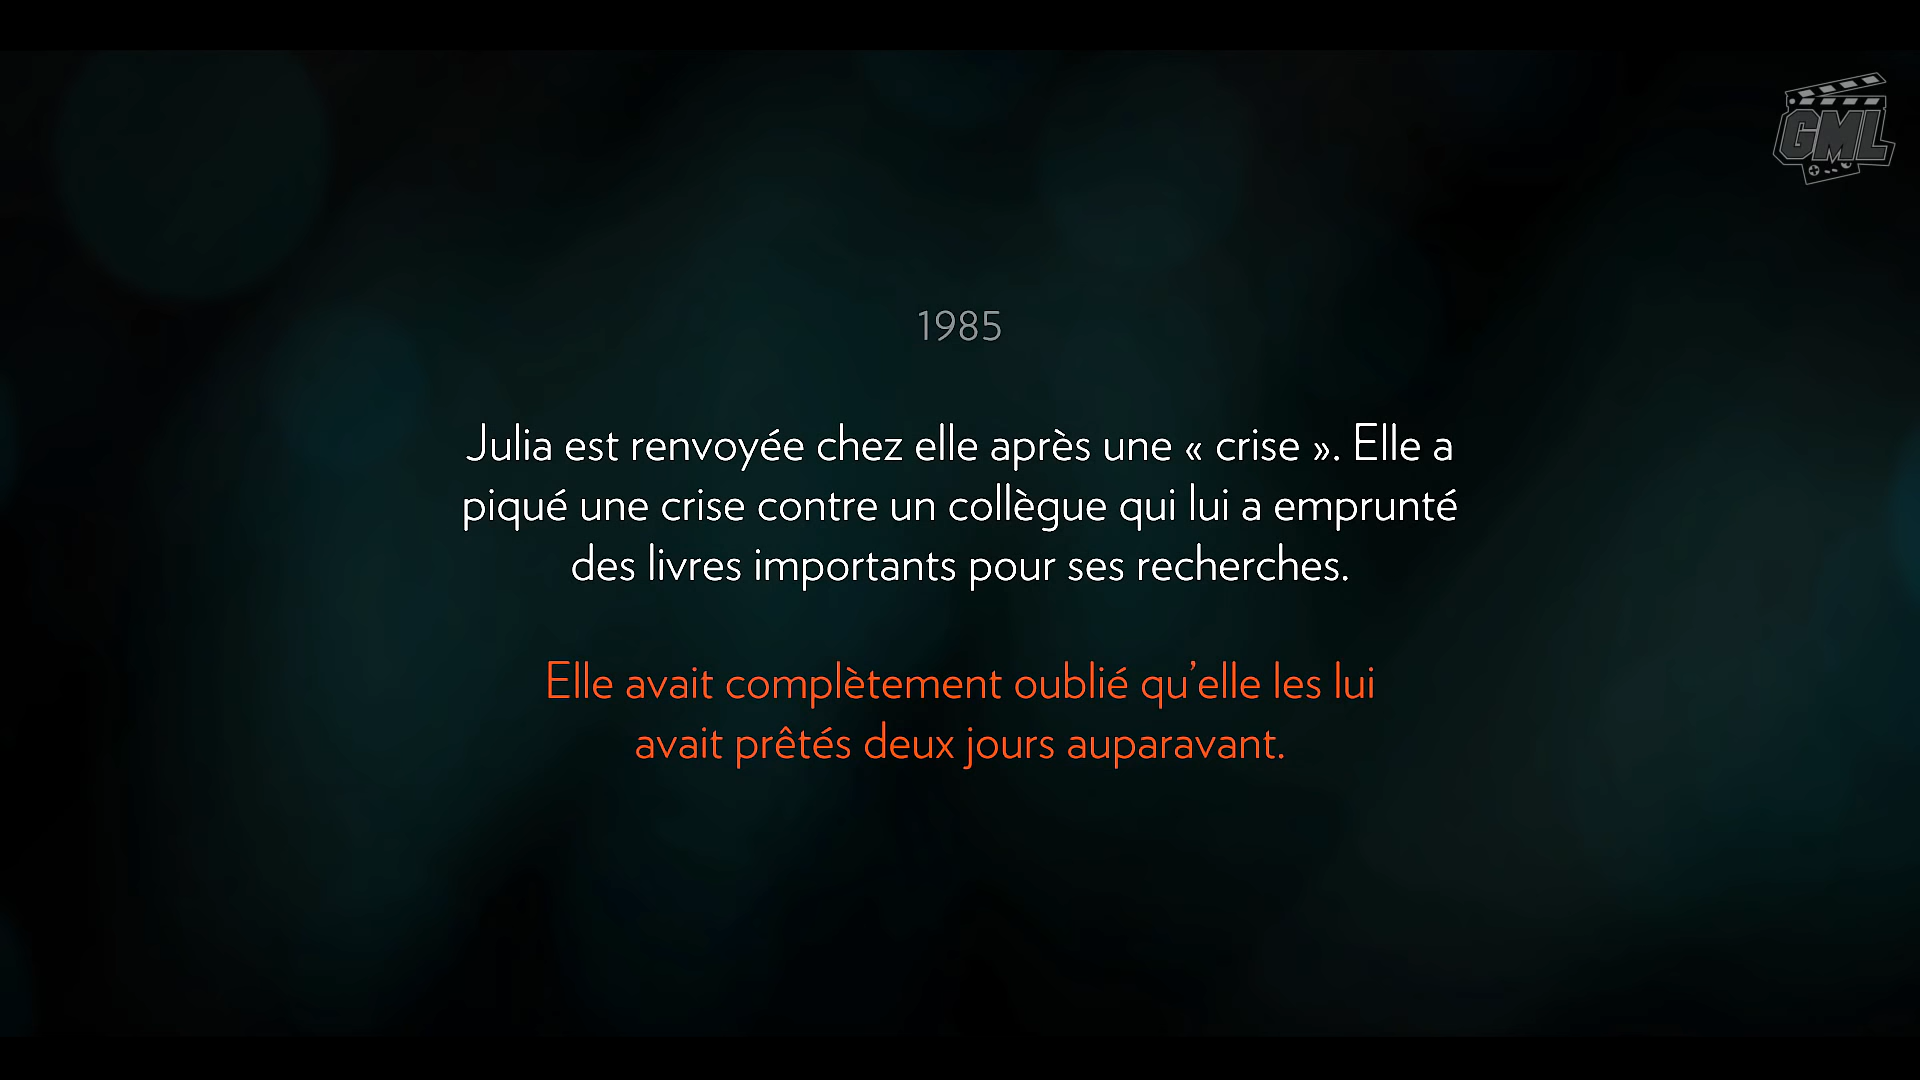 GML
1985
Julia est renvoyée chez elle après une « crise ». Elle a
piqué une crise contre un collègue qui lui a emprunté
des livres importants pour ses recherches.
Elle avait complètement oublié qu’elle les lui
avait prêtés deux jours auparavant.